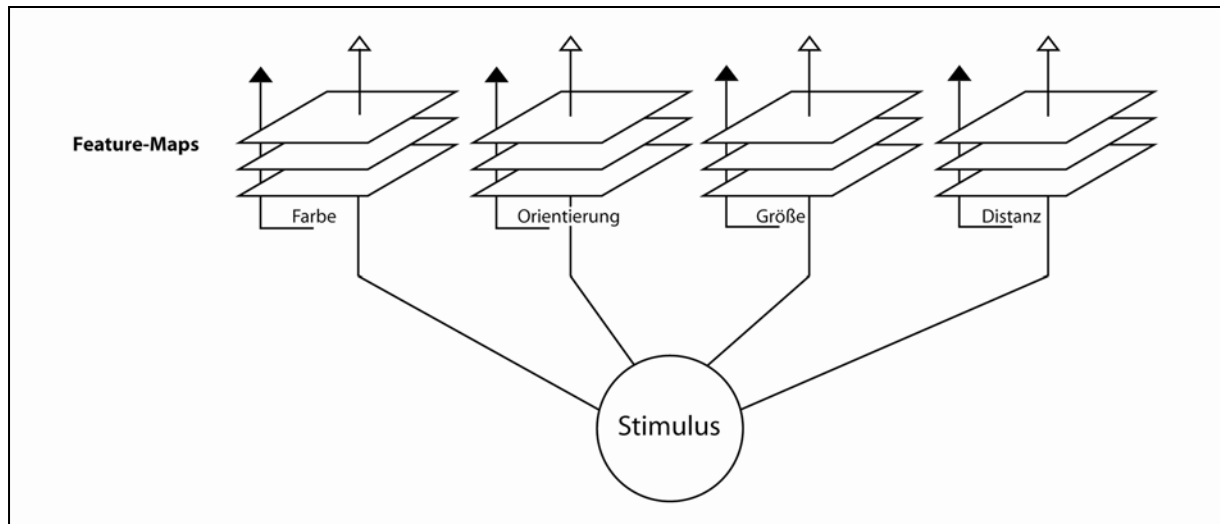 Feature-Maps
Farbe
Orientierung
Größe
Distanz
Stimulus